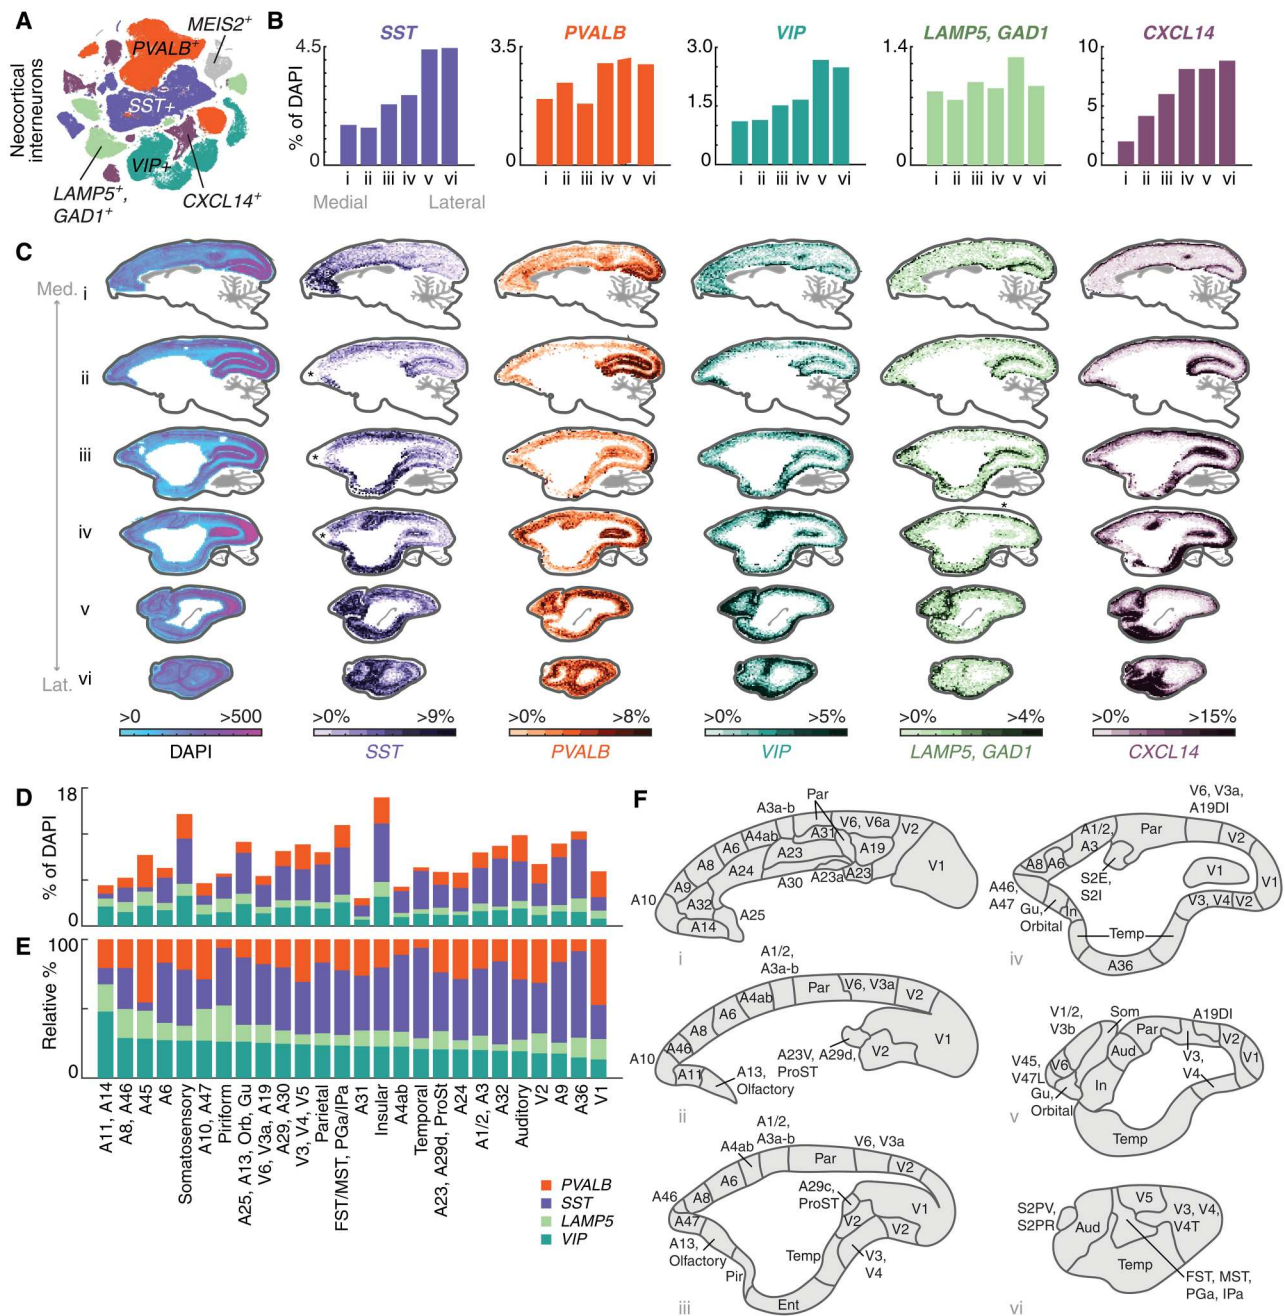 A
Neocortical
interneurons
MEIS2⁺
PVALB⁺
SST+
VIP+
LAMP5⁺,
GAD1⁺
CXCL14⁺
B
SST
PVALB
VIP
LAMP5, GAD1
CXCL14
% of DAPI
4.5
0
3.5
0
3.0
1.5
0
1.4
0
10
5
0
i ii iii iv v vi
i ii iii iv v vi
i ii iii iv v vi
i ii iii iv v vi
i ii iii iv v vi
Medial Lateral
C
Med.
i
ii
*
iii
*
iv
*
*
v
vi
Lat.
>0 >500
DAPI
>0% >9%
SST
>0% >8%
PVALB
>0% >5%
VIP
>0% >4%
LAMP5, GAD1
>0% >15%
CXCL14
D
% of DAPI
18
0
E
Relative %
100
0
A11, A14
A8, A46
A45
A6
Somatosensory
A10, A47
Piriform
A25, A13, Orb, Gu
V6, V3a, A19
A29, A30
V3, V4, V5
Parietal
FST/MST, PGa/IPa
A31
Insular
A4ab
Temporal
A23, A29d, ProSt
A24
A1/2, A3
A32
Auditory
V2
A9
A36
V1
PVALB
SST
LAMP5
VIP
F
Par
A3a-b
A4ab
A6
A8
A9
A10
A32
A14
A25
A24
A23
A31
A30
A23a
A23
A19
V6, V6a
V2
V1
i
A1/2,
A3a-b
A4ab
A6
A8
A46
A10
A11
A13,
Olfactory
Par
V6, V3a
V2
V1
A23V,
ProST
A29d,
V2
ii
A1/2,
A3a-b
A4ab
A6
A8
A46
A47
A13,
Olfactory
Pir
Ent
Temp
Par
V6, V3a
V2
V1
A29c,
ProST
V2
V2
V3,
V4
iii
V6, V3a,
A19DI
A1/2,
A3
Par
V2
A8
A6
A46,
A47
Gu,
Orbital
In
S2E,
S2I
V1
V3, V4
V2
V1
Temp
A36
iv
V1/2,
V3b
Som
A19DI
Par
V2
V1
V3,
V4
Aud
V6
V45,
V47L
Gu,
Orbital
In
Temp
v
S2PV,
S2PR
Aud
V5
V3, V4,
V4T
Temp
FST, MST,
PGa, IPa
vi